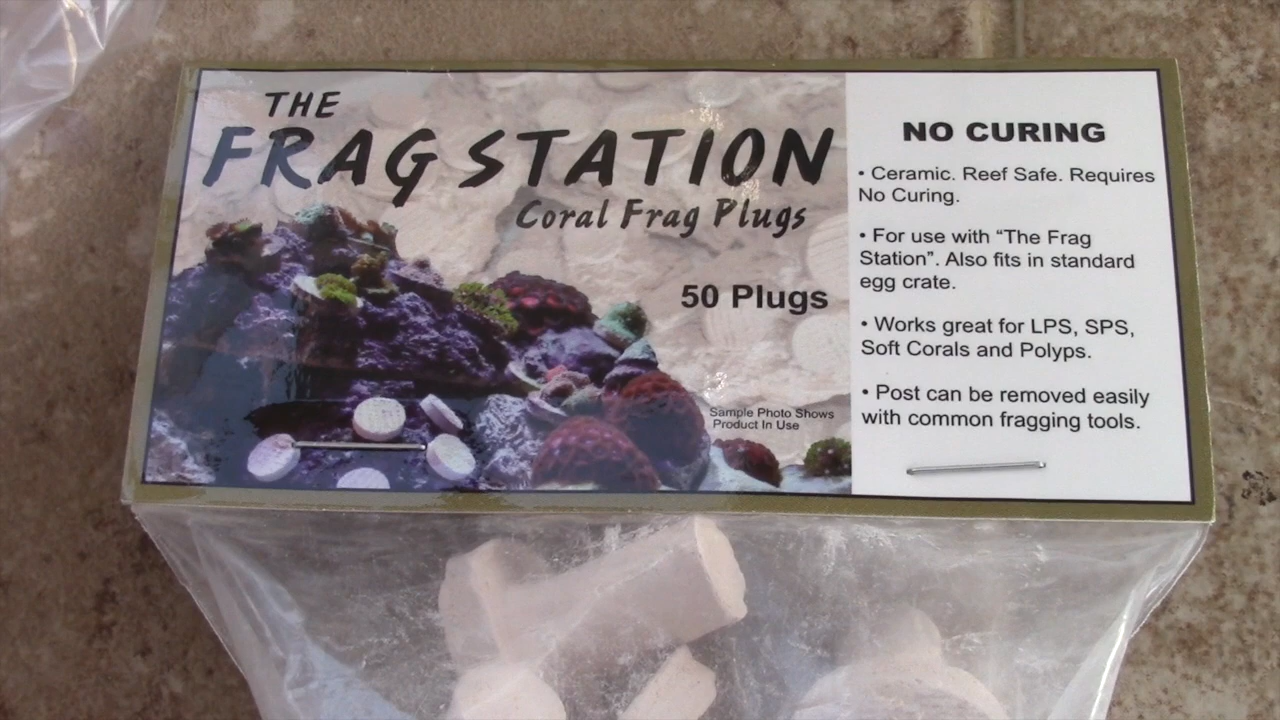 THE
FRAG STATION
Coral Frag Plugs
50 Plugs
Sample Photo Shows
Product In Use
NO CURING
• Ceramic. Reef Safe. Requires
No Curing.
• For use with “The Frag
Station”. Also fits in standard
egg crate.
• Works great for LPS, SPS,
Soft Corals and Polyps.
• Post can be removed easily
with common fragging tools.